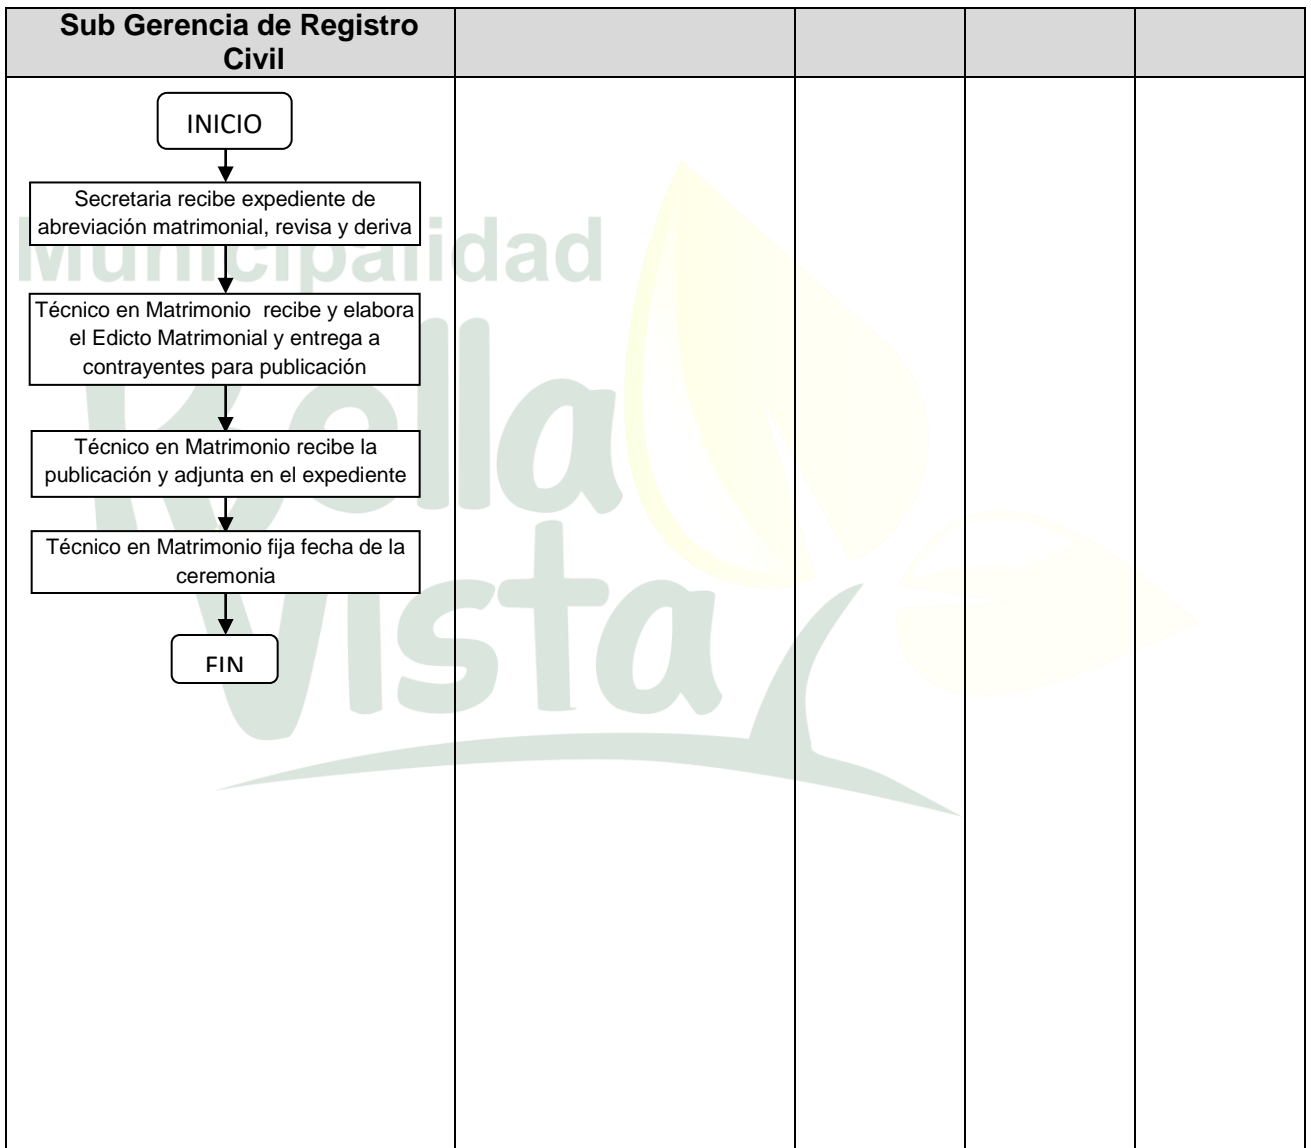 Sub Gerencia de Registro
Civil
INICIO
Secretaria recibe expediente de
abreviación matrimonial, revisa y deriva
Técnico en Matrimonio recibe y elabora
el Edicto Matrimonial y entrega a
contrayentes para publicación
Técnico en Matrimonio recibe la
publicación y adjunta en el expediente
Técnico en Matrimonio fija fecha de la
ceremonia
FIN
Municipalidad
Bella
Vista